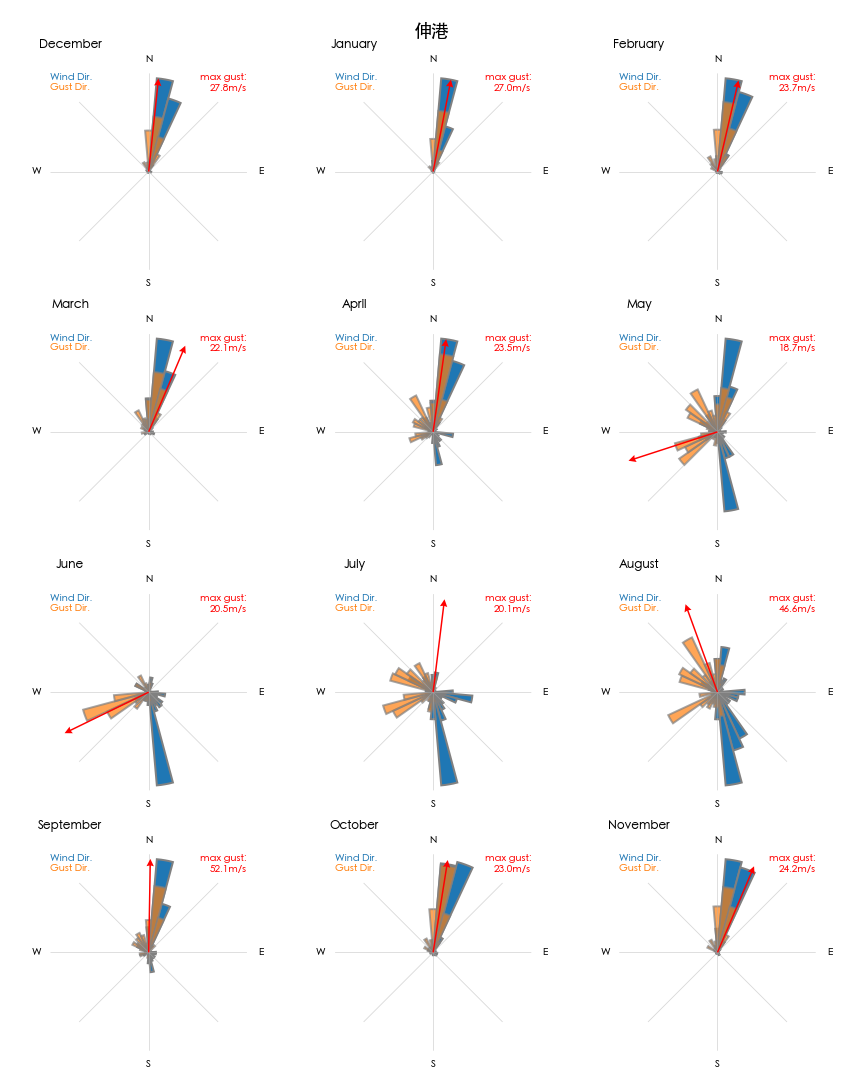 伸港
December
N
Wind Dir.
Gust Dir.
max gust:
27.8m/s
W
E
S
January
N
Wind Dir.
Gust Dir.
max gust:
27.0m/s
W
E
S
February
N
Wind Dir.
Gust Dir.
max gust:
23.7m/s
W
E
S
March
N
Wind Dir.
Gust Dir.
max gust:
22.1m/s
W
E
S
April
N
Wind Dir.
Gust Dir.
max gust:
23.5m/s
W
E
S
May
N
Wind Dir.
Gust Dir.
max gust:
18.7m/s
W
E
S
June
N
Wind Dir.
Gust Dir.
max gust:
20.5m/s
W
E
S
July
N
Wind Dir.
Gust Dir.
max gust:
20.1m/s
W
E
S
August
N
Wind Dir.
Gust Dir.
max gust:
46.6m/s
W
E
S
September
N
Wind Dir.
Gust Dir.
max gust:
52.1m/s
W
E
S
October
N
Wind Dir.
Gust Dir.
max gust:
23.0m/s
W
E
S
November
N
Wind Dir.
Gust Dir.
max gust:
24.2m/s
W
E
S